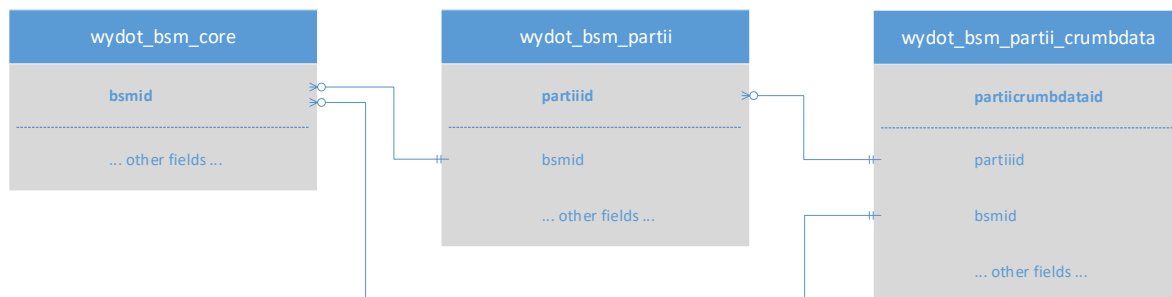 wydot_bsm_core
bsmid
... other fields ...
wydot_bsm_partii
partiiid
bsmid
... other fields ...
wydot_bsm_partii_crumbdata
partiicrumbdataid
partiiid
bsmid
... other fields ...